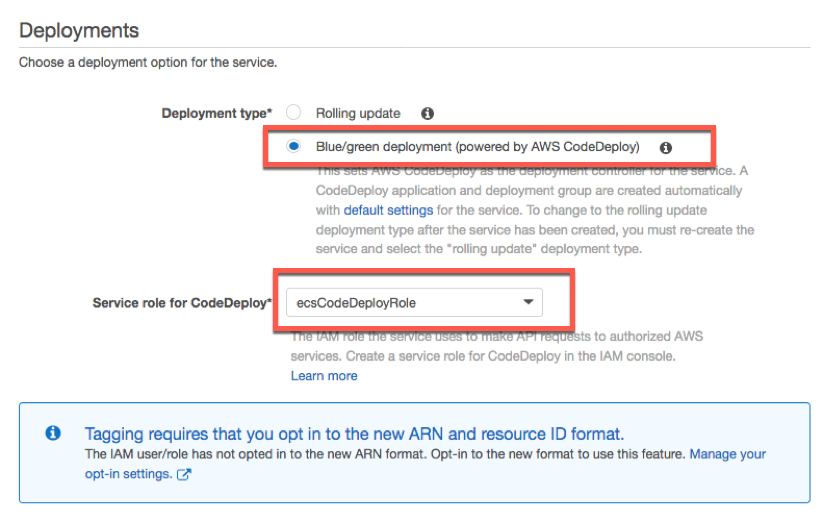 Deployments
Choose a deployment option for the service.
Deployment type*
Rolling update
Blue/green deployment (powered by AWS CodeDeploy)
This sets AWS CodeDeploy as the deployment controller for the service. A
CodeDeploy application and deployment group are created automatically
with default settings for the service. To change to the rolling update
deployment type after the service has been created, you must re-create the
service and select the "rolling update" deployment type.
Service role for CodeDeploy*
ecsCodeDeployRole
The IAM role the service uses to make API requests to authorized AWS
services. Create a service role for CodeDeploy in the IAM console.
Learn more
Tagging requires that you opt in to the new ARN and resource ID format.
The IAM user/role has not opted in to the new ARN format. Opt-in to the new format to use this feature. Manage your
opt-in settings.